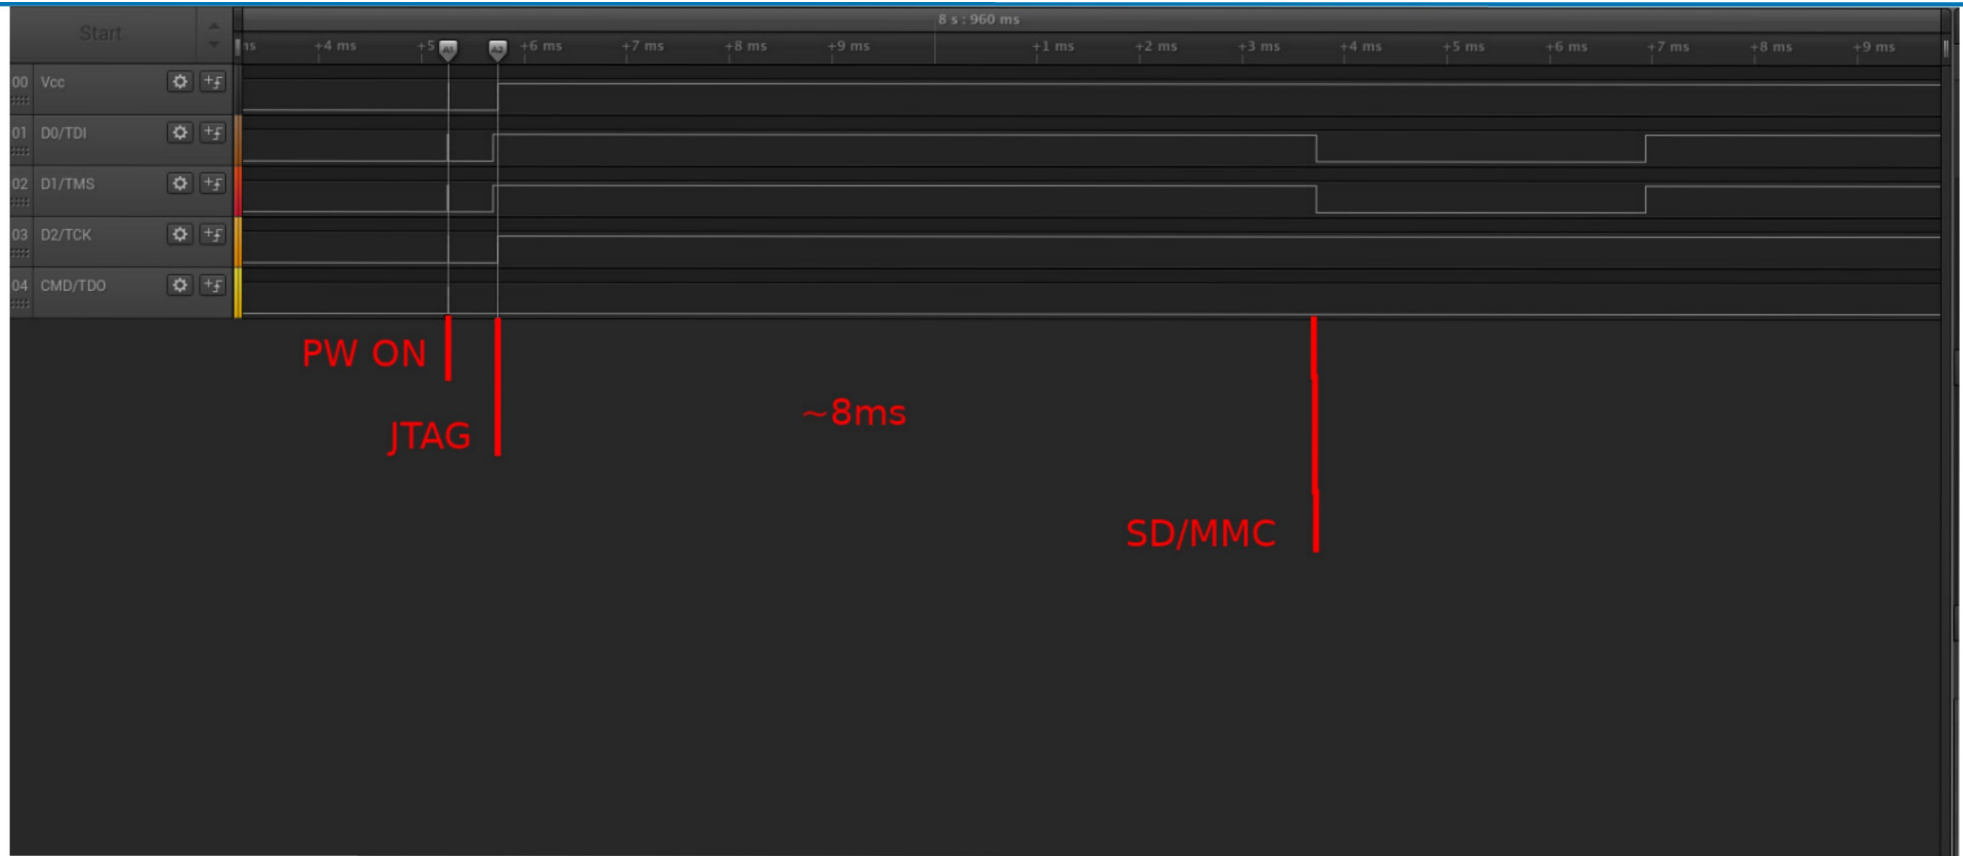 Start
8 s : 960 ms
+4 ms +5 A1 A2 +6 ms +7 ms +8 ms +9 ms +1 ms +2 ms +3 ms +4 ms +5 ms +6 ms +7 ms +8 ms +9 ms
00 Vcc
01 D0/TDI
02 D1/TMS
03 D2/TCK
04 CMD/TDO
PW ON
JTAG
~8ms
SD/MMC